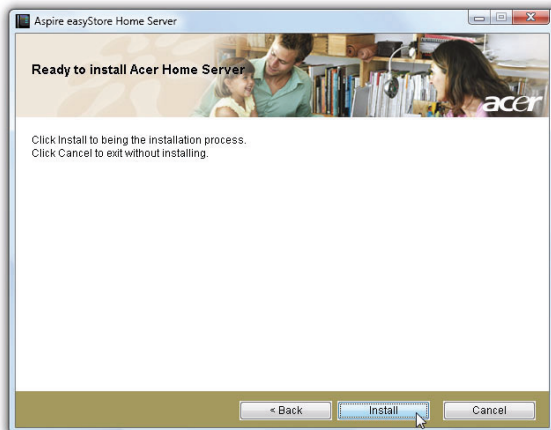 Aspire easyStore Home Server
Ready to install Acer Home Server
acer
Click Install to being the installation process.
Click Cancel to exit without installing.
< Back Install Cancel